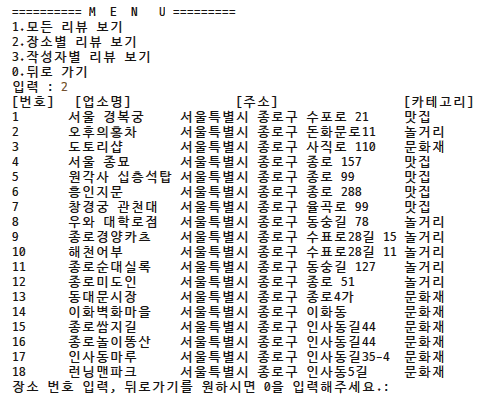 ========== M E N U =========
1.모든 리뷰 보기
2.장소별 리뷰 보기
3.작성자별 리뷰 보기
0.뒤로 가기
입력 : 2
[번호] [업소명] [주소] [카테고리]
1 서울 경복궁 서울특별시 종로구 수표로 21 맛집
2 오후의홍차 서울특별시 종로구 돈화문로11 놀거리
3 도토리샵 서울특별시 종로구 사직로 110 문화재
4 서울 종묘 서울특별시 종로구 종로 157 맛집
5 원각사 십층석탑 서울특별시 종로구 종로 99 맛집
6 흥인지문 서울특별시 종로구 종로 288 맛집
7 창경궁 관천대 서울특별시 종로구 율곡로 99 맛집
8 우와 대학로점 서울특별시 종로구 동숭길 78 놀거리
9 종로경양카츠 서울특별시 종로구 수표로28길 15 놀거리
10 해천어부 서울특별시 종로구 수표로28길 11 놀거리
11 종로순대실록 서울특별시 종로구 동숭길 127 놀거리
12 종로미도인 서울특별시 종로구 종로 51 놀거리
13 동대문시장 서울특별시 종로구 종로4가 문화재
14 이화벽화마을 서울특별시 종로구 이화동 문화재
15 종로쌈지길 서울특별시 종로구 인사동길44 문화재
16 종로놀이똥산 서울특별시 종로구 인사동길44 문화재
17 인사동마루 서울특별시 종로구 인사동길35-4 문화재
18 런닝맨파크 서울특별시 종로구 인사동5길 문화재
장소 번호 입력, 뒤로가기를 원하시면 0을 입력해주세요.: